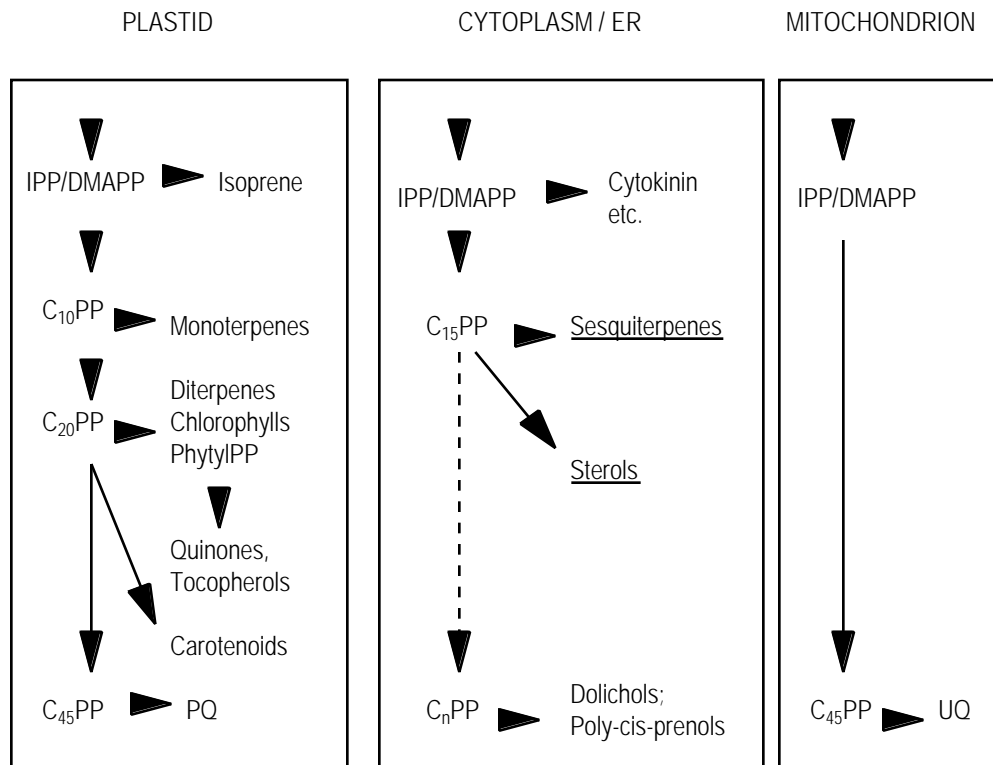 PLASTID
CYTOPLASM / ER
MITOCHONDRION
IPP/DMAPP
Isoprene
C₁₀PP
Monoterpenes
C₂₀PP
Diterpenes
Chlorophylls
PhytylPP
Quinones,
Tocopherols
Carotenoids
C₄₅PP
PQ
IPP/DMAPP
Cytokinin
etc.
C₁₅PP
Sesquiterpenes
Sterols
CₙPP
Dolichols;
Poly-cis-prenols
IPP/DMAPP
C₄₅PP
UQ